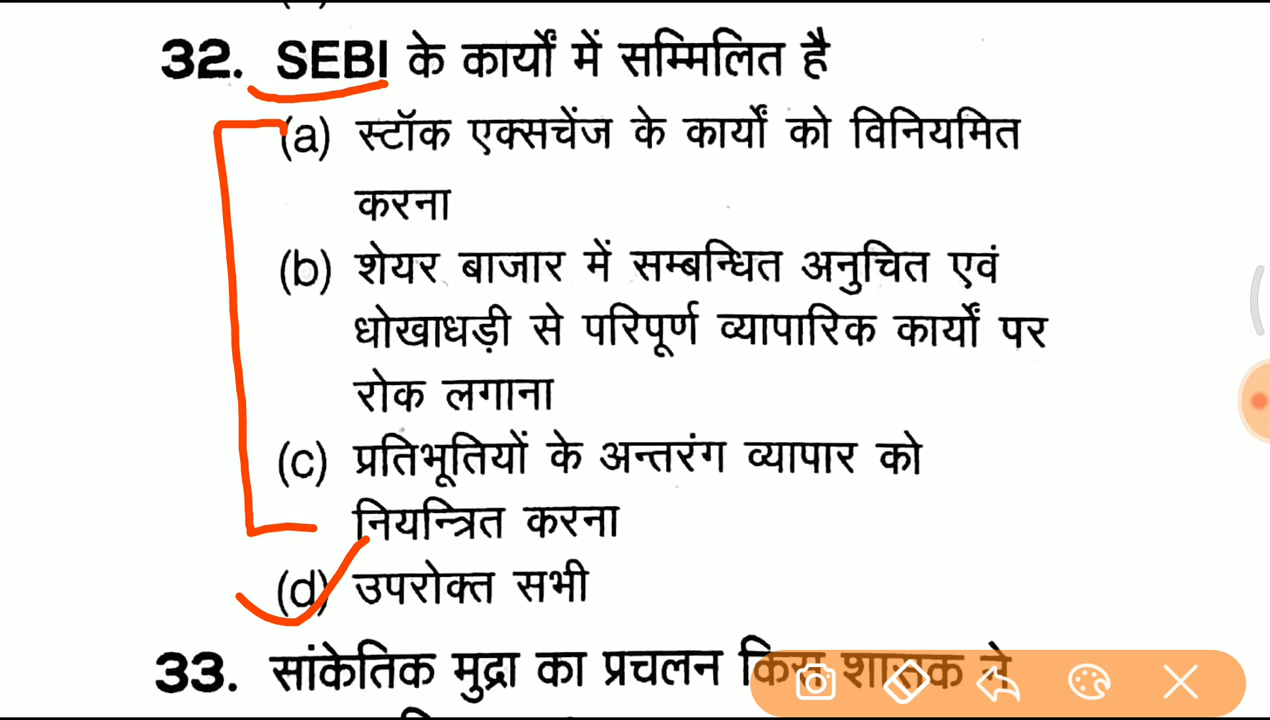 32. SEBI के कार्यों में सम्मिलित है
(a) स्टॉक एक्सचेंज के कार्यों को विनियमित
करना
(b) शेयर बाजार में सम्बन्धित अनुचित एवं
धोखाधड़ी से परिपूर्ण व्यापारिक कार्यों पर
रोक लगाना
(c) प्रतिभूतियों के अन्तरंग व्यापार को
नियन्त्रित करना
(d) उपरोक्त सभी
33. सांकेतिक मुद्रा का प्रचलन किस शासक ने